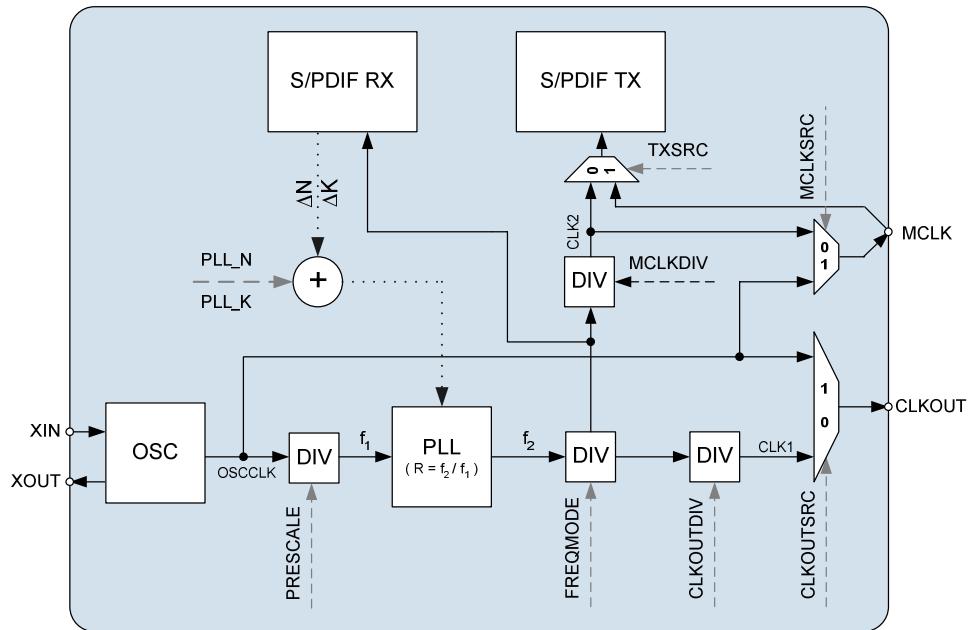 S/PDIF RX
S/PDIF TX
TXSRC
MCLKSRC
0
1
ΔN
ΔK
CLK2
MCLK
0
1
PLL_N
PLL_K
+
DIV
MCLKDIV
1
0
XIN
XOUT
OSC
OSCCLK
DIV
f1
PLL
( R = f2 / f1 )
f2
DIV
DIV
CLK1
CLKOUT
PRESCALE
FREQMODE
CLKOUTDIV
CLKOUTSRC